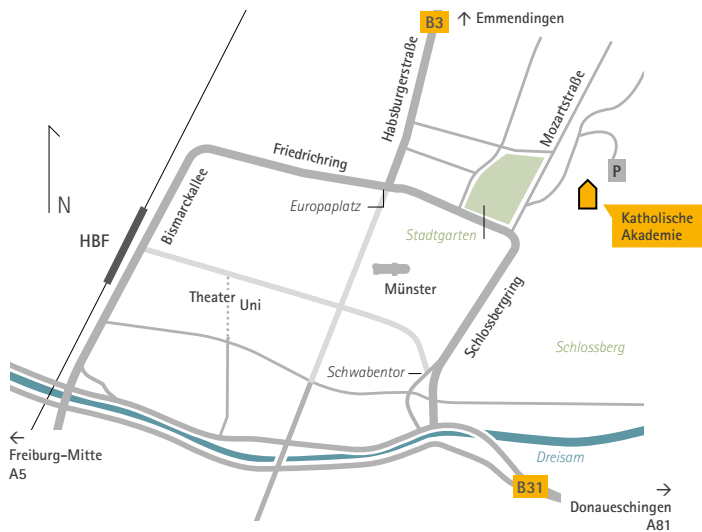 B3
↑ Emmendingen
Habsburgerstraße
Mozartstraße
Friedrichring
P
N
Bismarckallee
Europaplatz
Stadtgarten
Katholische
Akademie
HBF
Münster
Theater
Uni
Schlossbergring
Schlossberg
Schwabentor
←
Freiburg-Mitte
A5
Dreisam
B31
→
Donaueschingen
A81